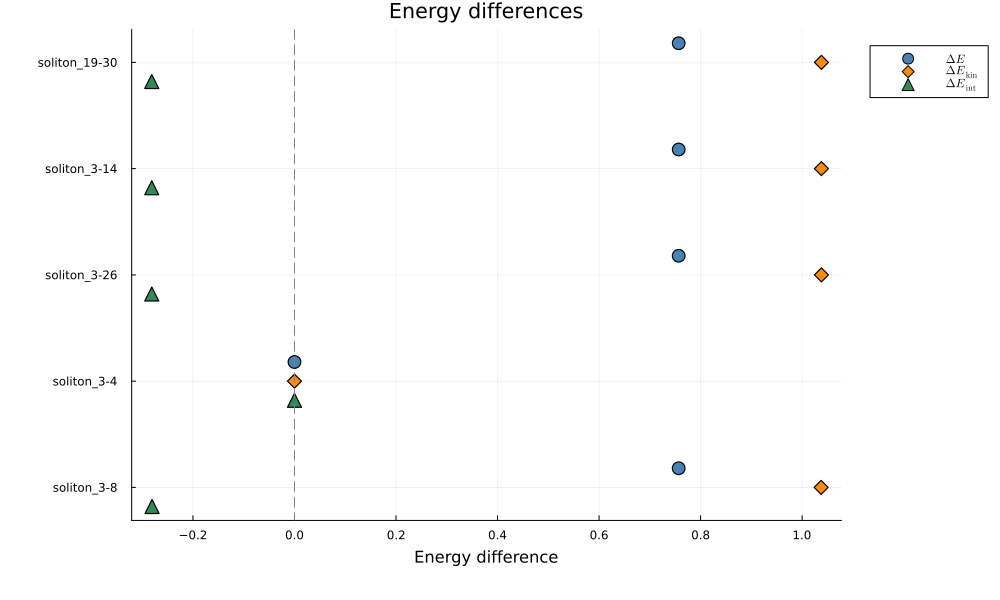 Energy differences
soliton_19-30
soliton_3-14
soliton_3-26
soliton_3-4
soliton_3-8
−0.2 0.0 0.2 0.4 0.6 0.8 1.0
Energy difference
ΔE
ΔE_kin
ΔE_int